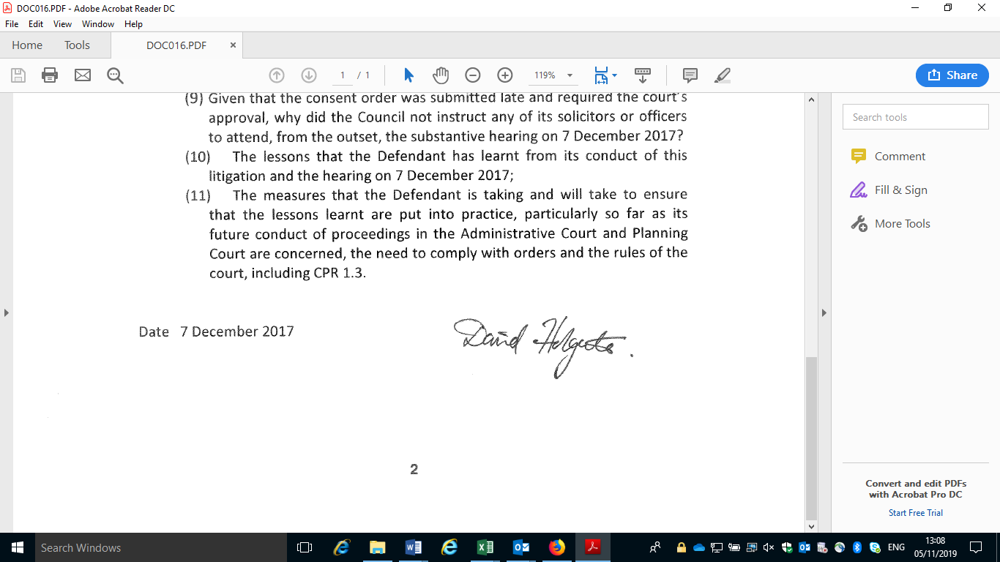 DOC016.PDF - Adobe Acrobat Reader DC
File Edit View Window Help
Home Tools DOC016.PDF ×
1 / 1 119% Share
(9) Given that the consent order was submitted late and required the court's
approval, why did the Council not instruct any of its solicitors or officers
to attend, from the outset, the substantive hearing on 7 December 2017?
(10) The lessons that the Defendant has learnt from its conduct of this
litigation and the hearing on 7 December 2017;
(11) The measures that the Defendant is taking and will take to ensure
that the lessons learnt are put into practice, particularly so far as its
future conduct of proceedings in the Administrative Court and Planning
Court are concerned, the need to comply with orders and the rules of the
court, including CPR 1.3.
Date 7 December 2017
David Holgate.
2
Search tools
Comment
Fill & Sign
More Tools
Convert and edit PDFs
with Acrobat Pro DC
Start Free Trial
Search Windows
ENG
13:08
05/11/2019